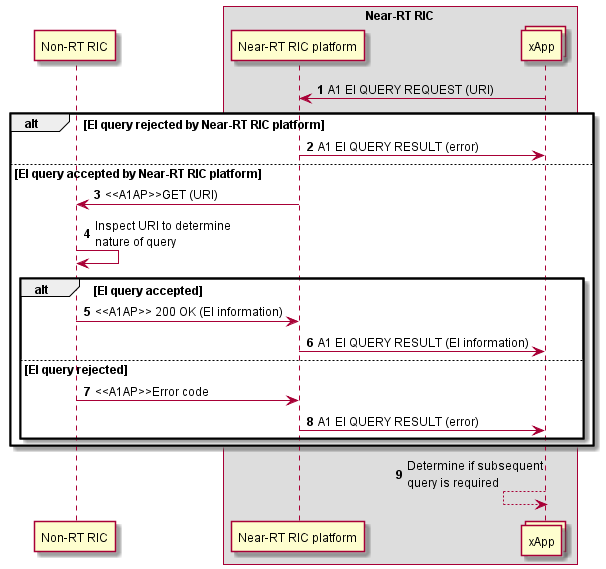 Near-RT RIC
Non-RT RIC
Near-RT RIC platform
xApp
1 A1 EI QUERY REQUEST (URI)
alt [EI query rejected by Near-RT RIC platform]
2 A1 EI QUERY RESULT (error)
[EI query accepted by Near-RT RIC platform]
3 <<A1AP>>GET (URI)
4 Inspect URI to determine
nature of query
alt [EI query accepted]
5 <<A1AP>> 200 OK (EI information)
6 A1 EI QUERY RESULT (EI information)
[EI query rejected]
7 <<A1AP>>Error code
8 A1 EI QUERY RESULT (error)
9 Determine if subsequent
query is required
Non-RT RIC
Near-RT RIC platform
xApp